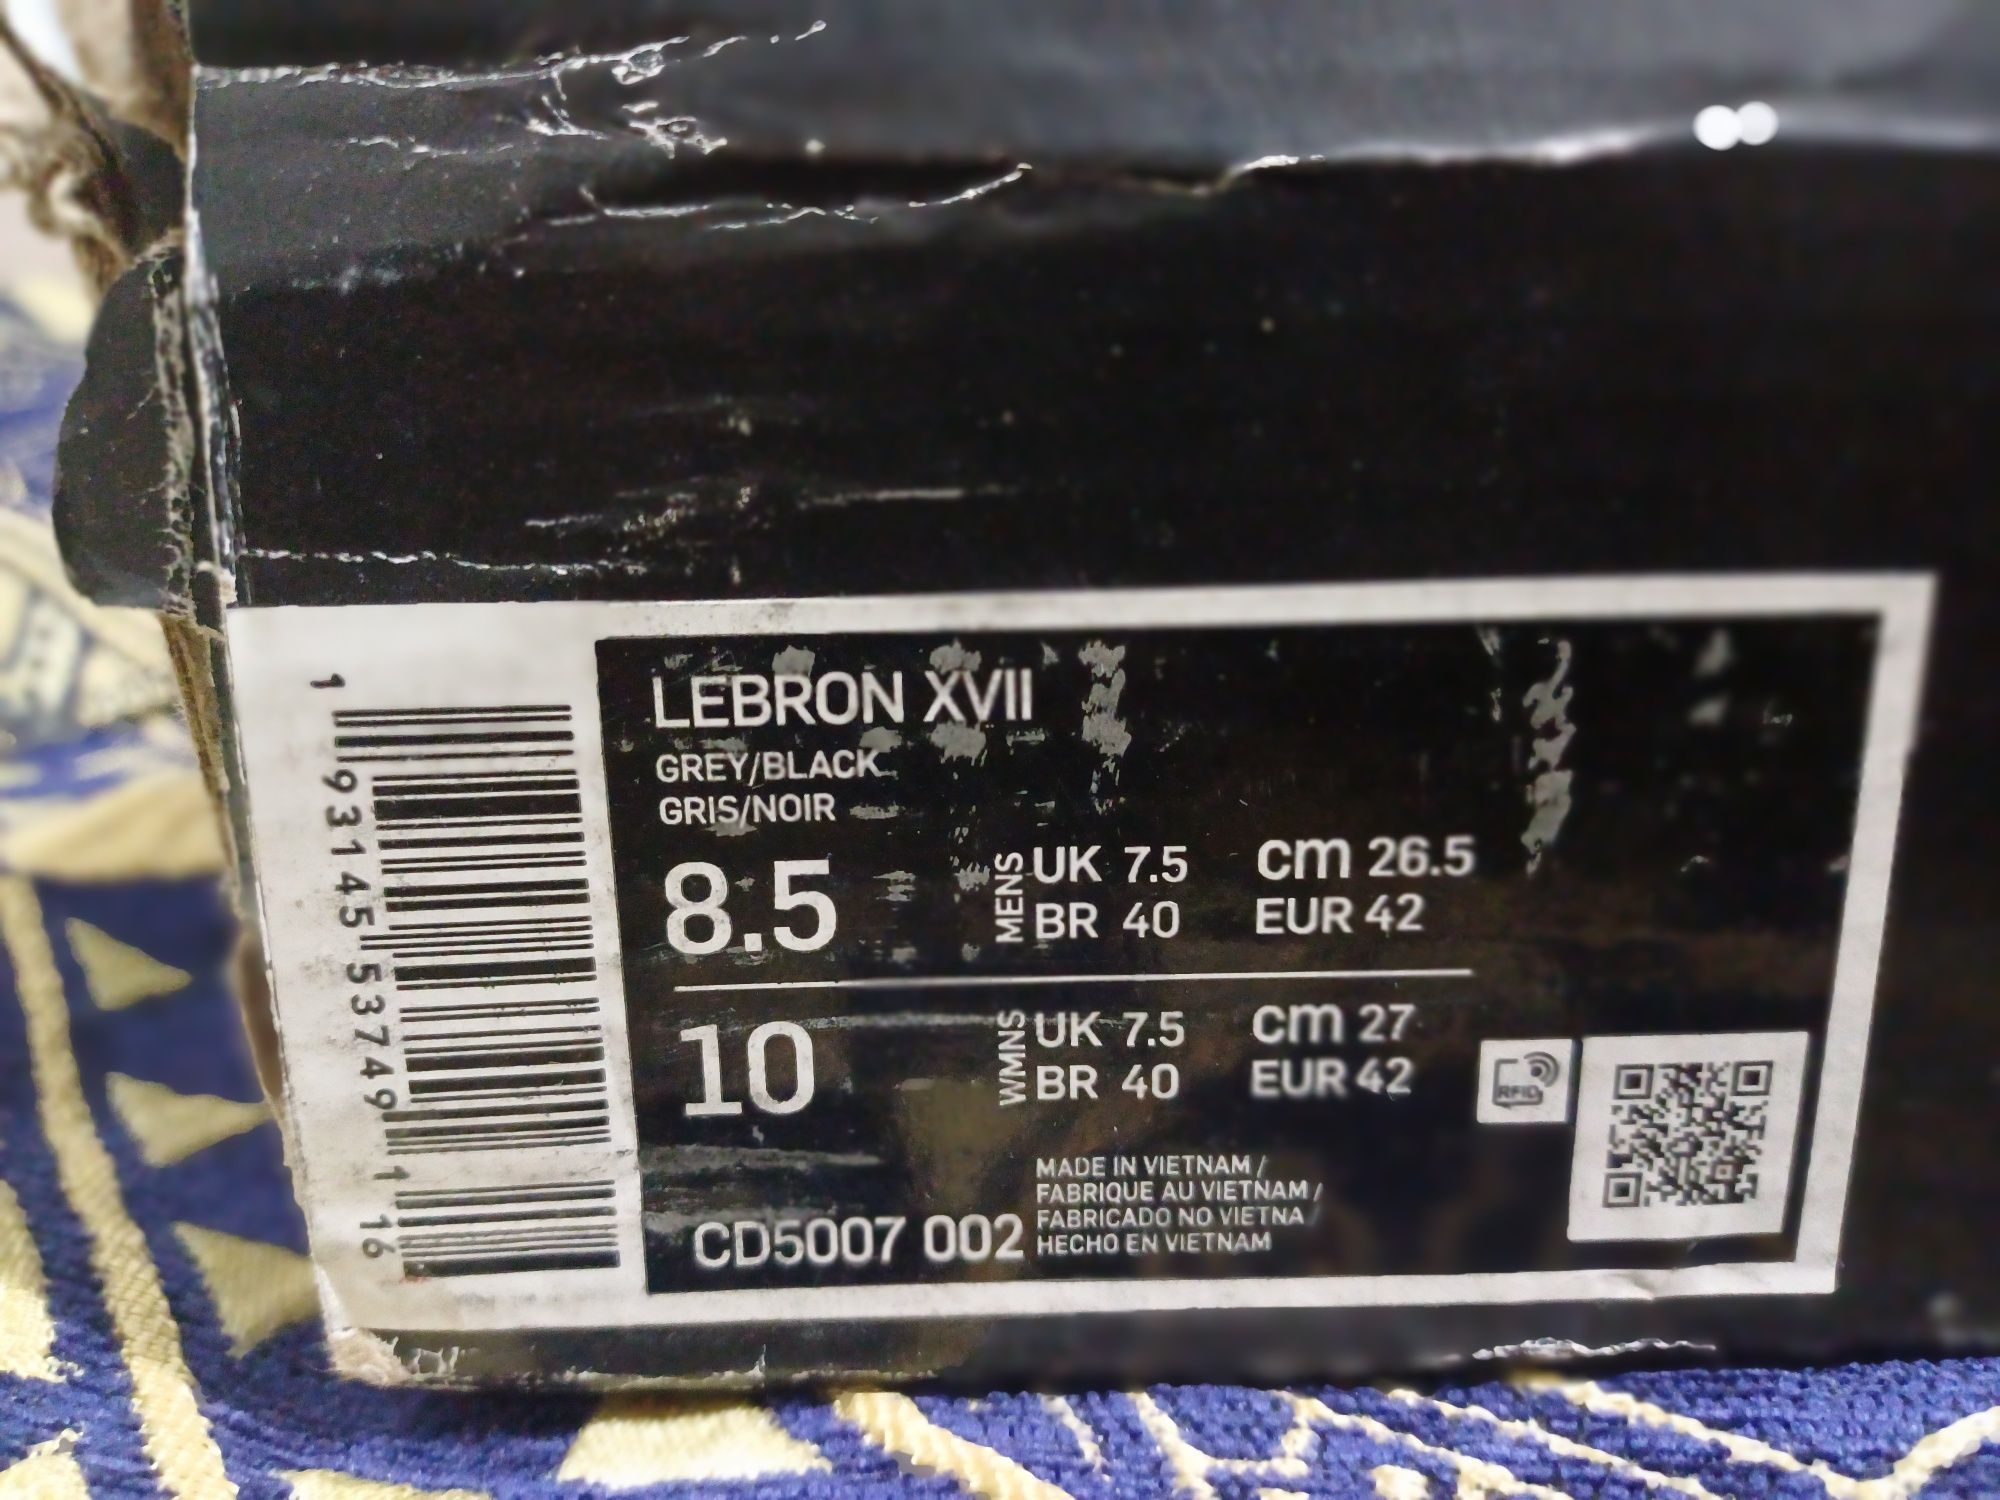 LEBRON XVII
GREY/BLACK
GRIS/NOIR
8.5
MENS
UK 7.5 cm 26.5
BR 40 EUR 42
10
WMNS
UK 7.5 cm 27
BR 40 EUR 42
RFID
MADE IN VIETNAM /
FABRIQUE AU VIETNAM /
FABRICADO NO VIETNA /
HECHO EN VIETNAM
CD5007 002
1 93145 53749 1 16